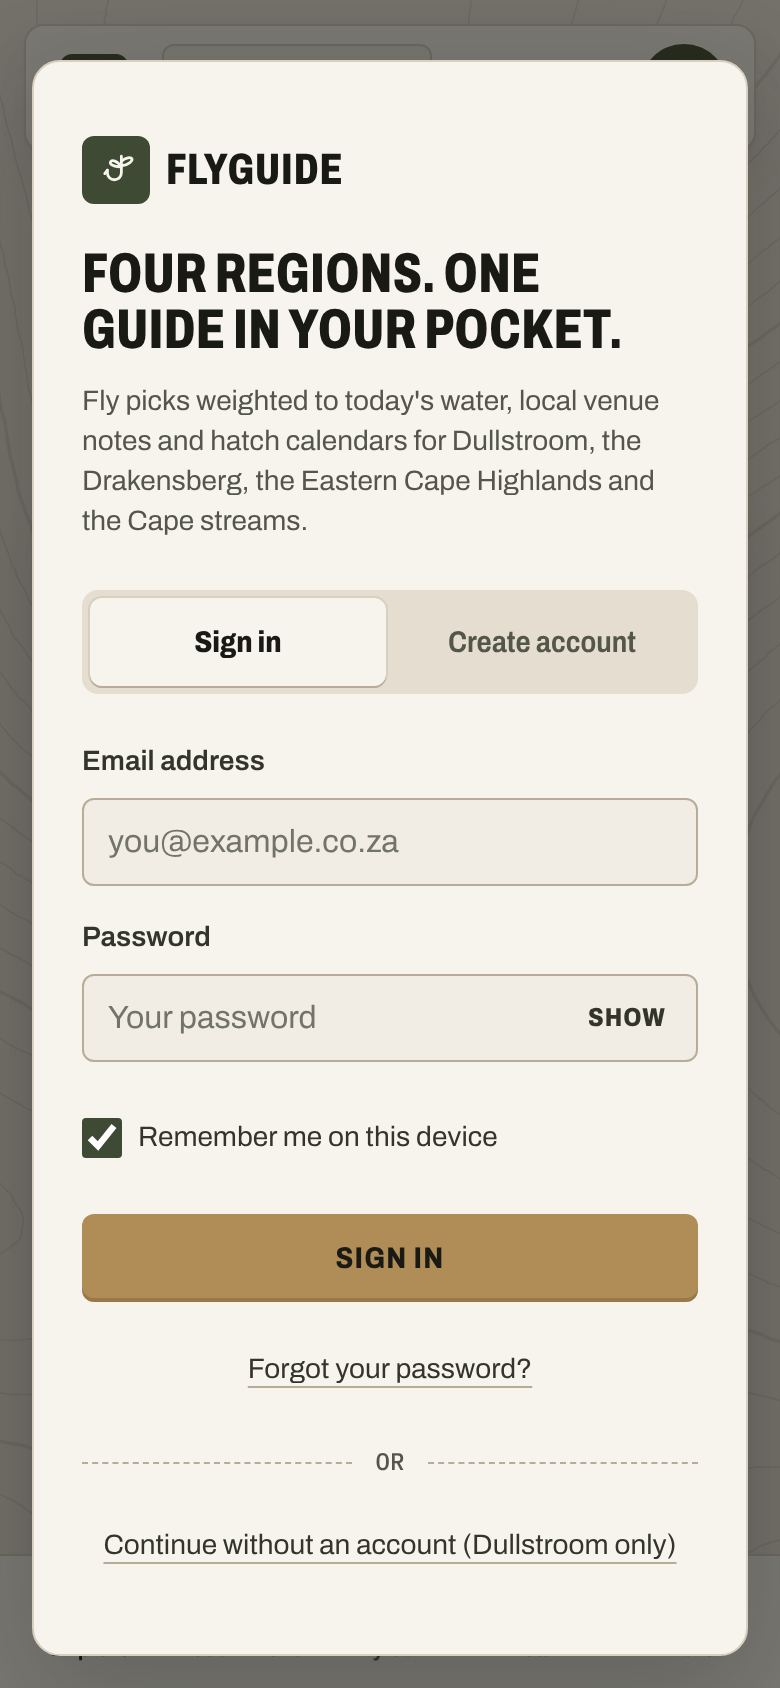 FLYGUIDE
FOUR REGIONS. ONE
GUIDE IN YOUR POCKET.
Fly picks weighted to today's water, local venue
notes and hatch calendars for Dullstroom, the
Drakensberg, the Eastern Cape Highlands and
the Cape streams.
Sign in
Create account
Email address
you@example.co.za
Password
Your password
SHOW
Remember me on this device
SIGN IN
Forgot your password?
OR
Continue without an account (Dullstroom only)